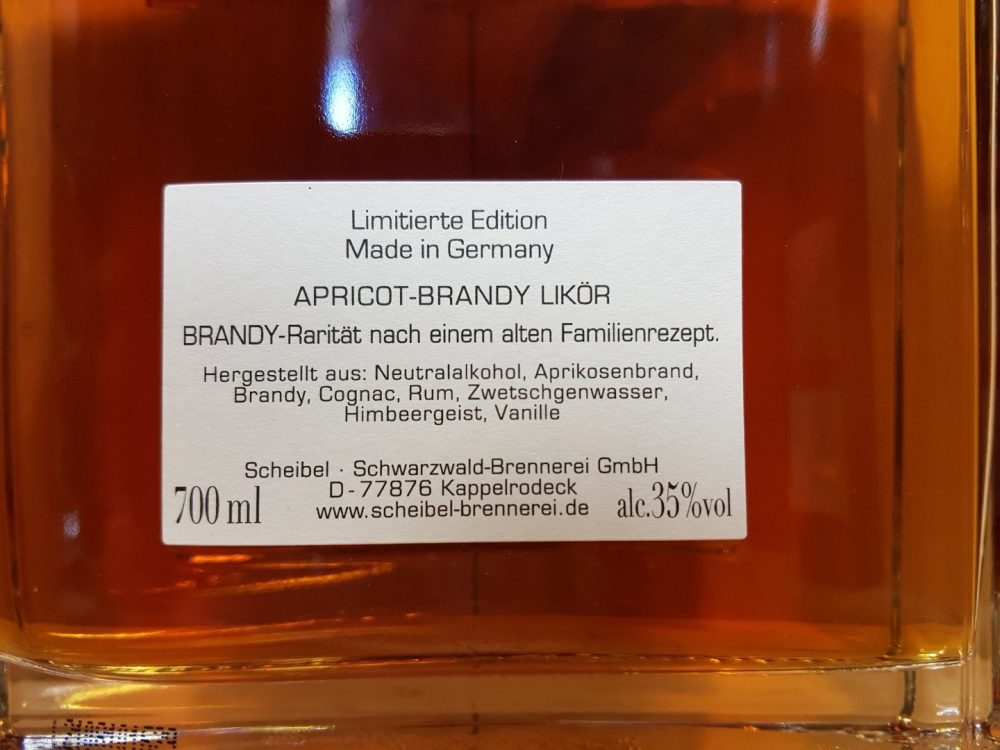 Limitierte Edition
Made in Germany
APRICOT-BRANDY LIKÖR
BRANDY-Rarität nach einem alten Familienrezept.
Hergestellt aus: Neutralalkohol, Aprikosenbrand,
Brandy, Cognac, Rum, Zwetschgenwasser,
Himbeergeist, Vanille
Scheibel · Schwarzwald-Brennerei GmbH
D-77876 Kappelrodeck
www.scheibel-brennerei.de
700 ml
alc.35%vol